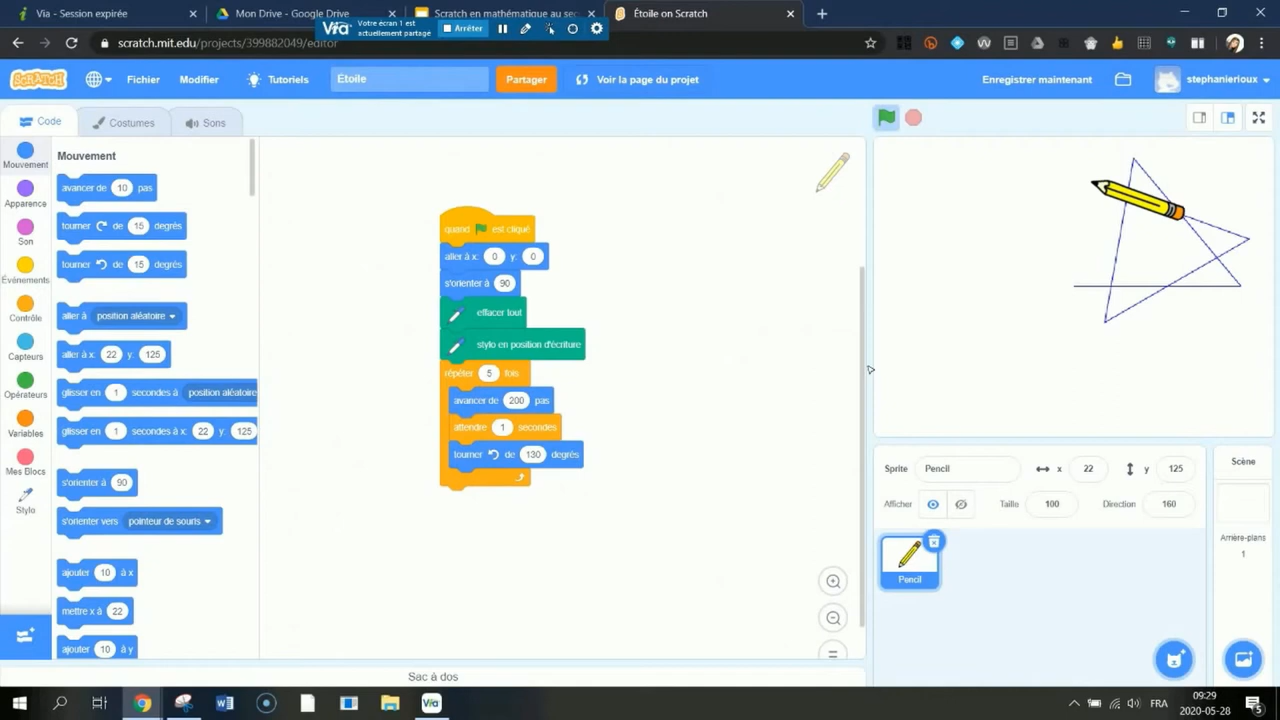 Via - Session expirée
Mon Drive - Google Drive
Scratch en mathématique au sec
Étoile on Scratch
Via
Votre écran 1 est
actuellement partagé
Arrêter
scratch.mit.edu/projects/399882049/editor
SCRATCH
Fichier
Modifier
Tutoriels
Étoile
Partager
Voir la page du projet
Enregistrer maintenant
stephanierioux
Code
Costumes
Sons
Mouvement
Apparence
Son
Événements
Contrôle
Capteurs
Opérateurs
Variables
Mes Blocs
Stylo
Mouvement
avancer de 10 pas
tourner de 15 degrés
tourner de 15 degrés
aller à position aléatoire
aller à x: 22 y: 125
glisser en 1 secondes à position aléatoire
glisser en 1 secondes à x: 22 y: 125
s'orienter à 90
s'orienter vers pointeur de souris
ajouter 10 à x
mettre x à 22
ajouter 10 à y
quand est cliqué
aller à x: 0 y: 0
s'orienter à 90
effacer tout
stylo en position d'écriture
répéter 5 fois
avancer de 200 pas
attendre 1 secondes
tourner de 130 degrés
Sac à dos
Sprite Pencil x 22 y 125
Afficher Taille 100 Direction 160
Pencil
Scène
Arrière-plans
1
FRA
09:29
2020-05-28
5